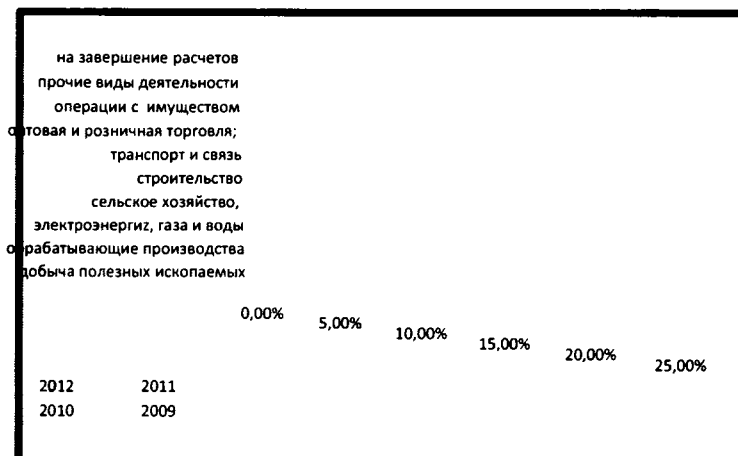 на завершение расчетов
прочие виды деятельности
операции с имуществом
оптовая и розничная торговля;
транспорт и связь
строительство
сельское хозяйство,
электроэнергиz, газа и воды
обрабатывающие производства
добыча полезных ископаемых
0,00% 5,00% 10,00% 15,00% 20,00% 25,00%
2012 2011
2010 2009